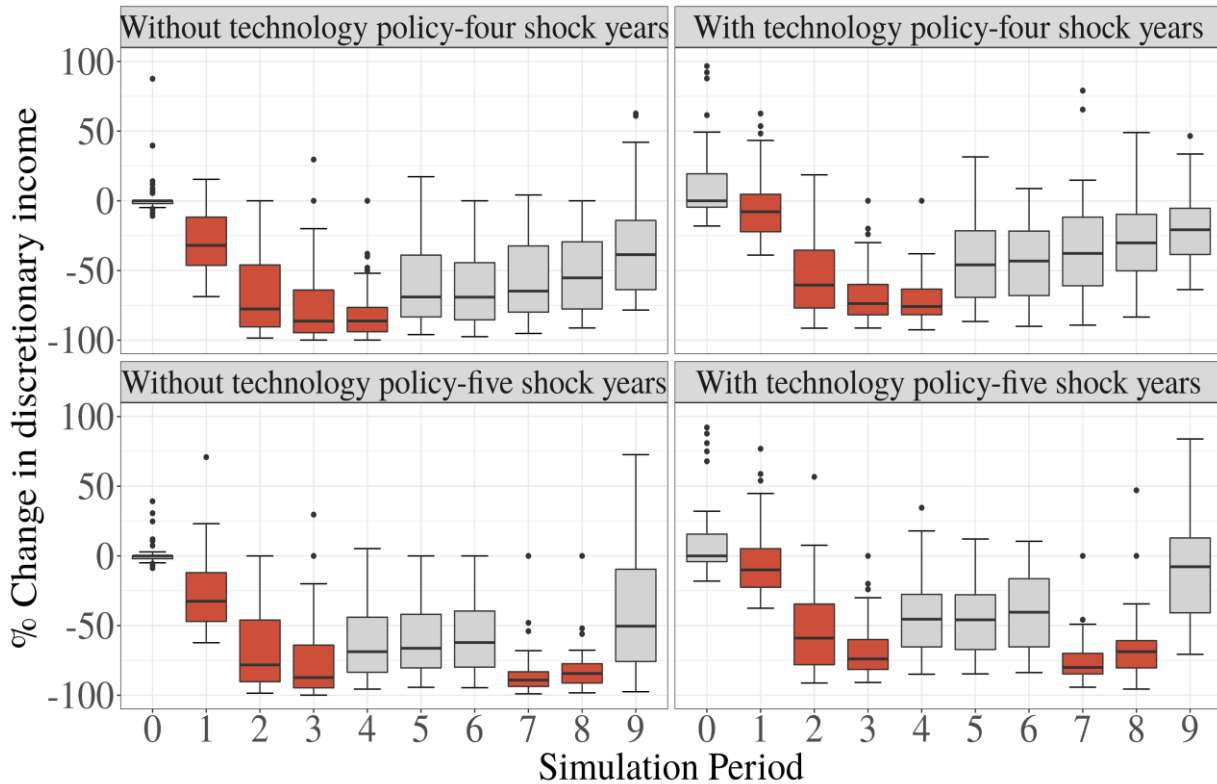 Without technology policy-four shock years
With technology policy-four shock years
100
50
0
-50
-100
Without technology policy-five shock years
With technology policy-five shock years
100
50
0
-50
-100
% Change in discretionary income
0 1 2 3 4 5 6 7 8 9
0 1 2 3 4 5 6 7 8 9
Simulation Period